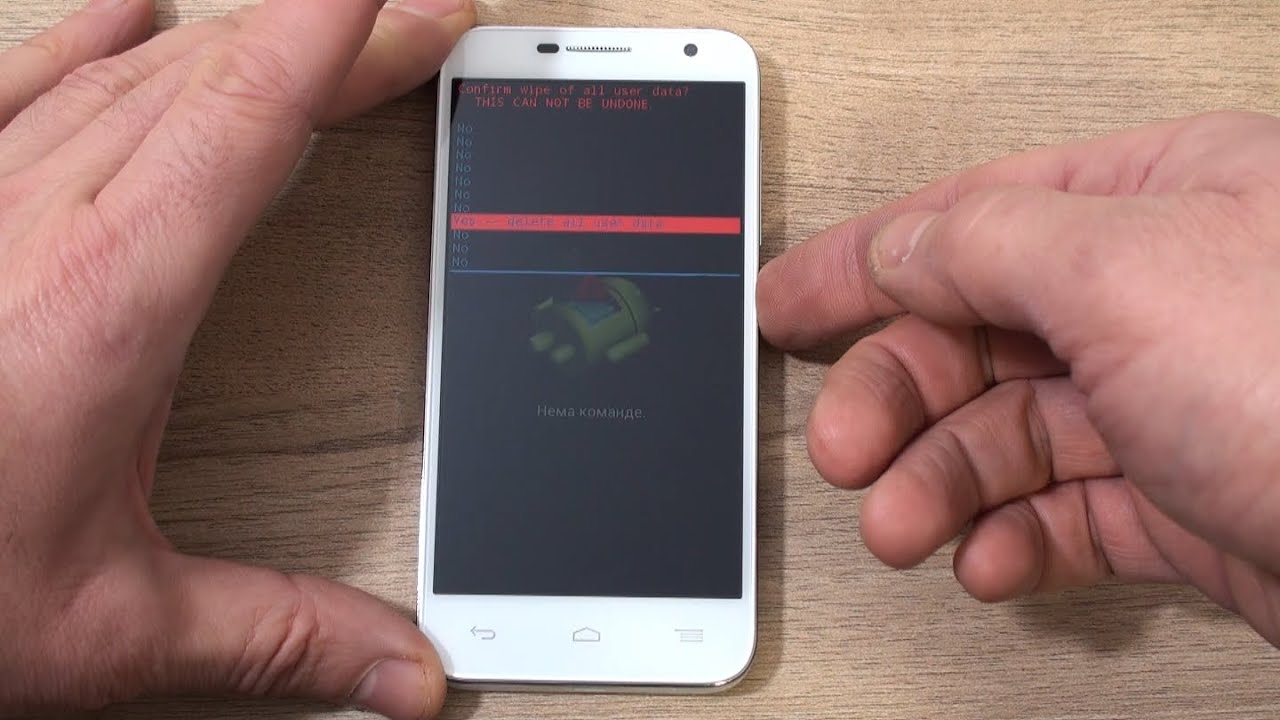 Confirm wipe of all user data?
THIS CAN NOT BE UNDONE.
No
No
No
No
No
No
No
Yes -- delete all user data
No
No
No
Нема команде.